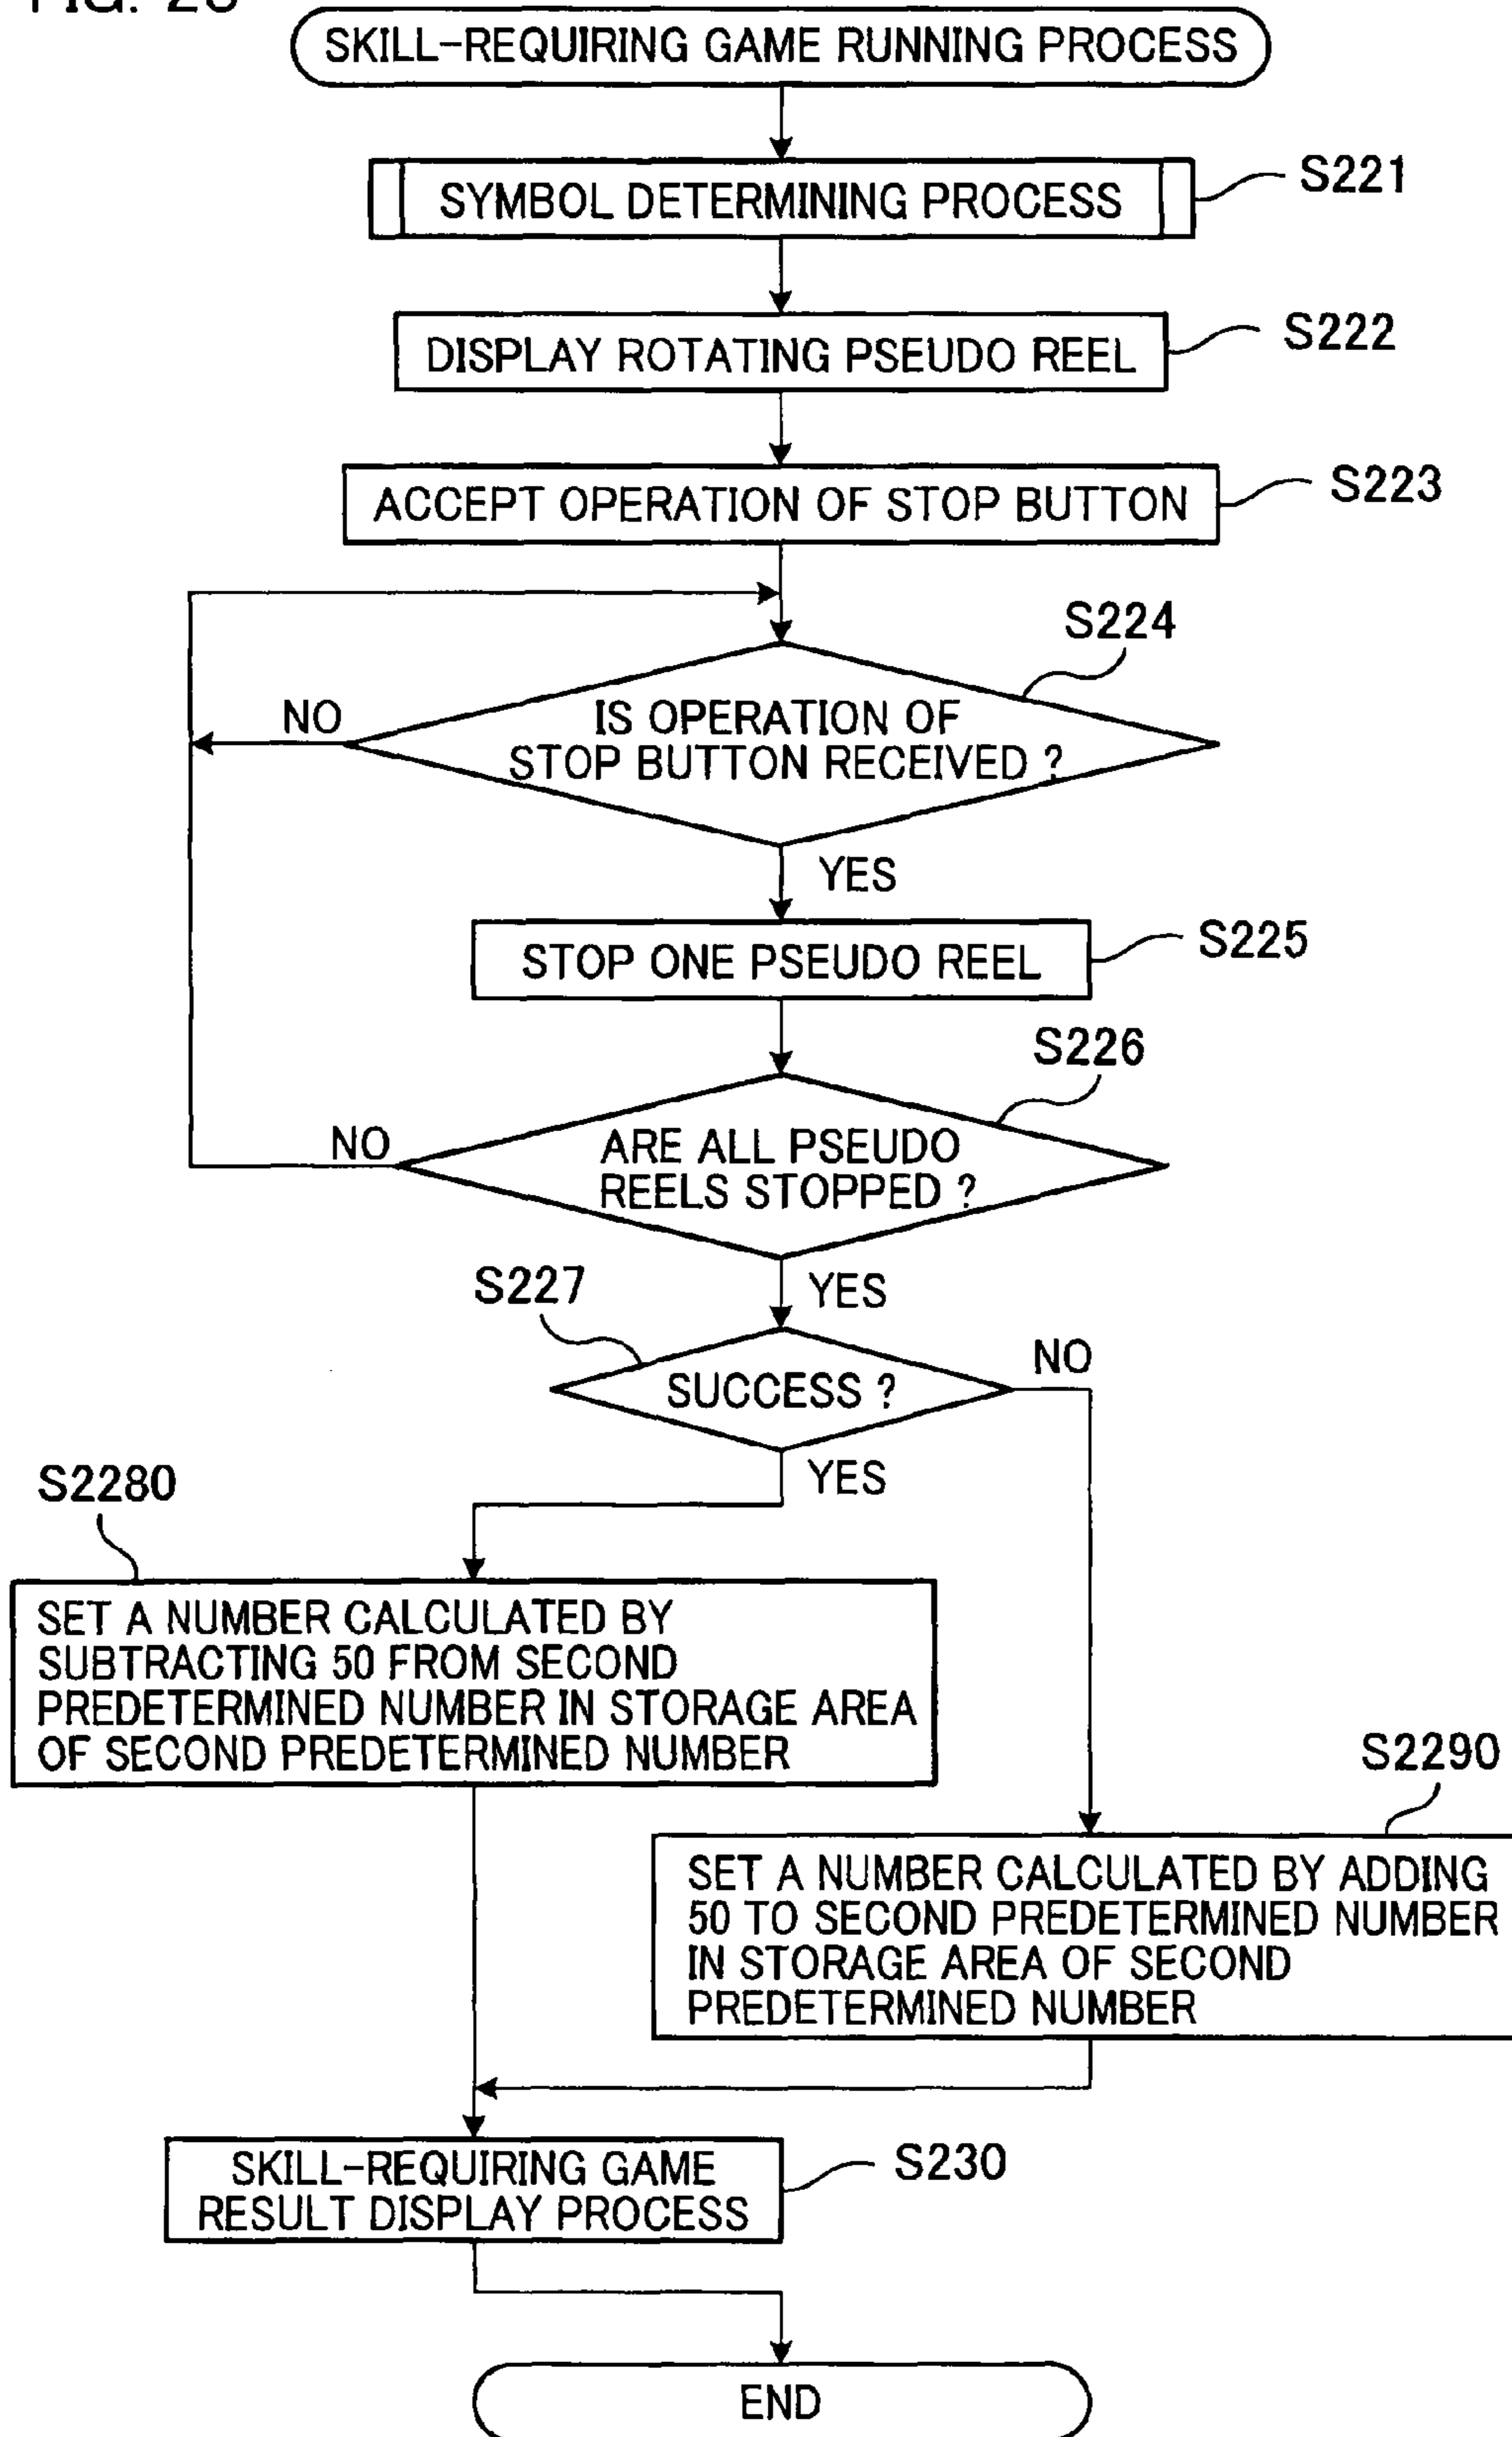 SKILL-REQUIRING GAME RUNNING PROCESS
SYMBOL DETERMINING PROCESS
S221
DISPLAY ROTATING PSEUDO REEL
S222
ACCEPT OPERATION OF STOP BUTTON
S223
S224
NO
IS OPERATION OF
STOP BUTTON RECEIVED ?
YES
STOP ONE PSEUDO REEL
S225
S226
NO
ARE ALL PSEUDO
REELS STOPPED ?
YES
S227
SUCCESS ?
NO
YES
S2280
SET A NUMBER CALCULATED BY
SUBTRACTING 50 FROM SECOND
PREDETERMINED NUMBER IN STORAGE AREA
OF SECOND PREDETERMINED NUMBER
S2290
SET A NUMBER CALCULATED BY ADDING
50 TO SECOND PREDETERMINED NUMBER
IN STORAGE AREA OF SECOND
PREDETERMINED NUMBER
SKILL-REQUIRING GAME
RESULT DISPLAY PROCESS
S230
END